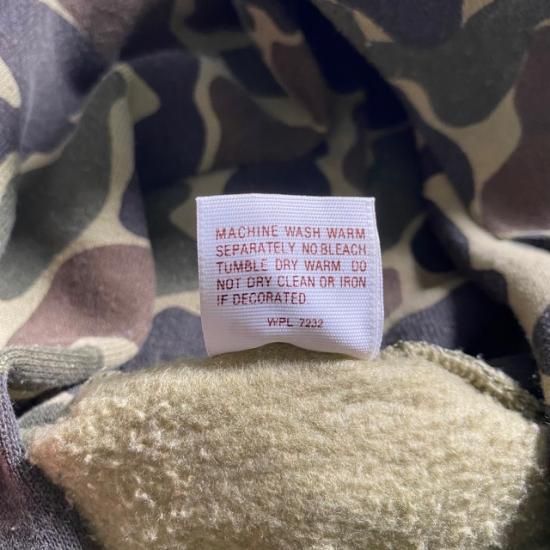 MACHINE WASH WARM
SEPARATELY NO BLEACH
TUMBLE DRY WARM. DO
NOT DRY CLEAN OR IRON
IF DECORATED
WPL 7232